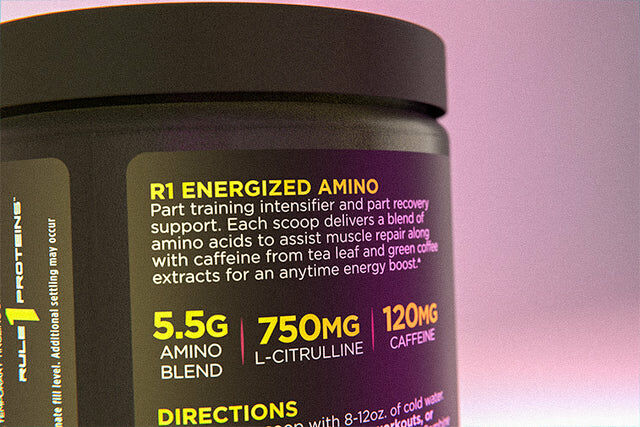 R1 ENERGIZED AMINO
Part training intensifier and part recovery
support. Each scoop delivers a blend of
amino acids to assist muscle repair along
with caffeine from tea leaf and green coffee
extracts for an anytime energy boost.^
5.5G
AMINO
BLEND
750MG
L-CITRULLINE
120MG
CAFFEINE
DIRECTIONS
with 8-12oz. of cold water.
workouts, or
RULE 1 PROTEINS™
fill level. Additional settling may occur